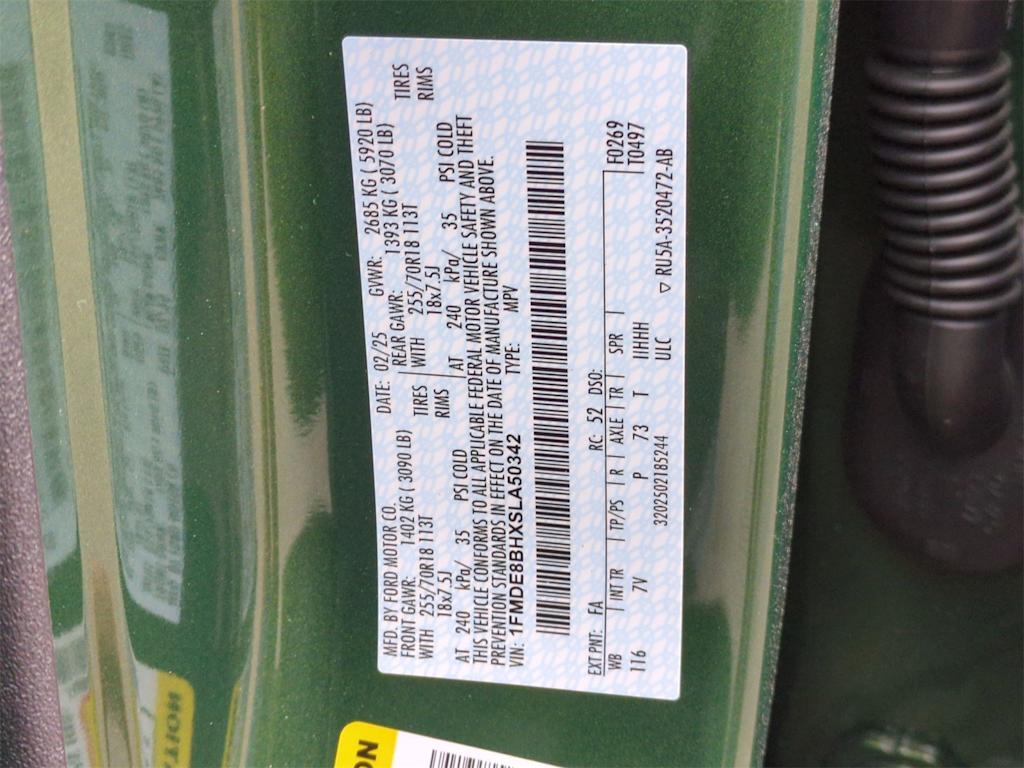 MFD. BY FORD MOTOR CO.
DATE: 02/25 GVWR: 2685 KG ( 5920 LB)
FRONT GAWR: 1402 KG ( 3090 LB)
REAR GAWR: 1393 KG ( 3070 LB)
WITH 255/70R18 113T TIRES
WITH 255/70R18 113T TIRES
18x7.5J RIMS
18x7.5J RIMS
AT 240 kPa/ 35 PSI COLD
AT 240 kPa/ 35 PSI COLD
THIS VEHICLE CONFORMS TO ALL APPLICABLE FEDERAL MOTOR VEHICLE SAFETY AND THEFT
PREVENTION STANDARDS IN EFFECT ON THE DATE OF MANUFACTURE SHOWN ABOVE.
VIN: 1FMDE8BHXSLA50342 TYPE: MPV
EXT PNT: FA RC: 52 DSO: F0269
WB INT TR TP/PS R AXLE TR SPR T0497
116 7V P 73 T IIHHH
320250218524​4 ULC ▽ RU5A-3520472-AB
ON